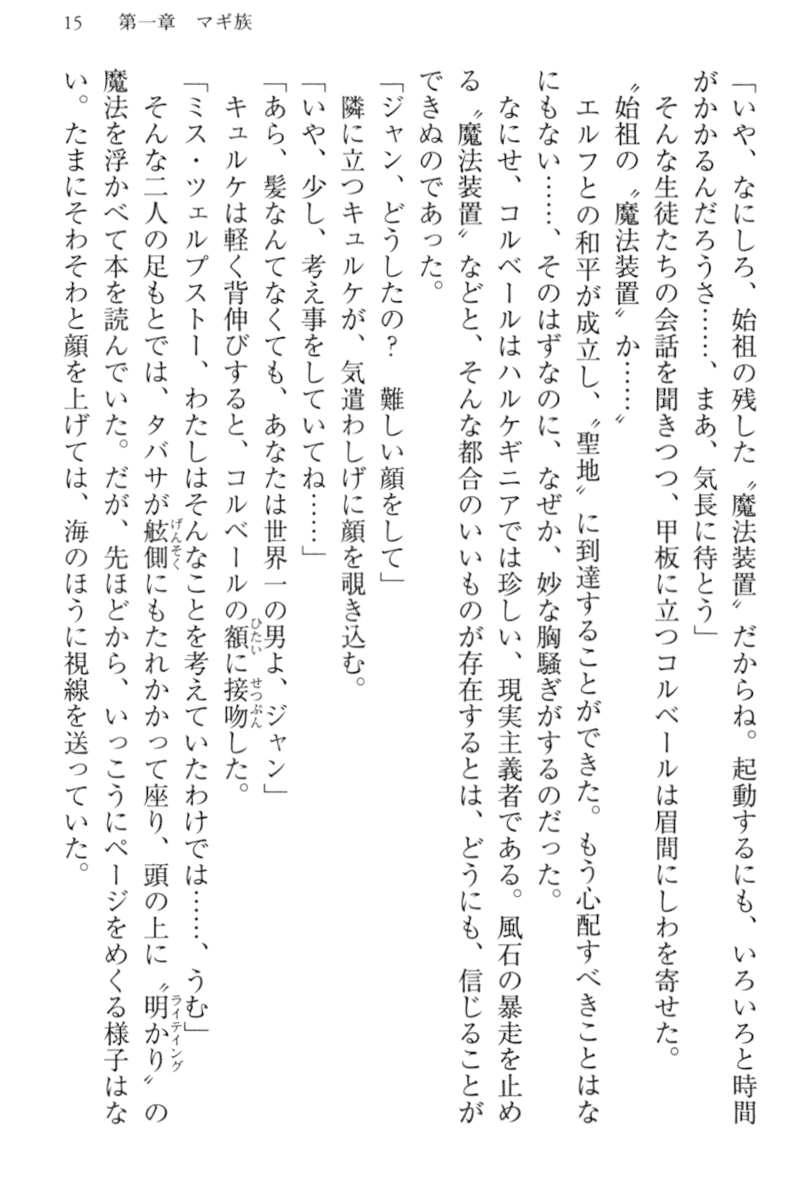 15　第一章　マギ族
「いや、なにしろ、始祖の残した〝魔法装置〟だからね。起動するにも、いろいろと時間
がかかるんだろうさ……、まあ、気長に待とう」
そんな生徒たちの会話を聞きつつ、甲板に立つコルベールは眉間にしわを寄せた。
〝始祖の〝魔法装置〟か……〟
エルフとの和平が成立し、〝聖地〟に到達することができた。もう心配すべきことはな
にもない……、そのはずなのに、なぜか、妙な胸騒ぎがするのだった。
なにせ、コルベールはハルケギニアでは珍しい、現実主義者である。風石の暴走を止め
る〝魔法装置〟などと、そんな都合のいいものが存在するとは、どうにも、信じることが
できぬのであった。
「ジャン、どうしたの？　難しい顔をして」
隣に立つキュルケが、気遣わしげに顔を覗き込む。
「いや、少し、考え事をしていてね……」
「あら、髪なんてなくても、あなたは世界一の男よ、ジャン」
キュルケは軽く背伸びすると、コルベールの額ひたいに接吻せっぷんした。
「ミス・ツェルプストー、わたしはそんなことを考えていたわけでは……、うむ」
そんな二人の足もとでは、タバサが舷側げんそくにもたれかかって座り、頭の上に〝明かりライティング〟の
魔法を浮かべて本を読んでいた。だが、先ほどから、いっこうにページをめくる様子はな
い。たまにそわそわと顔を上げては、海のほうに視線を送っていた。